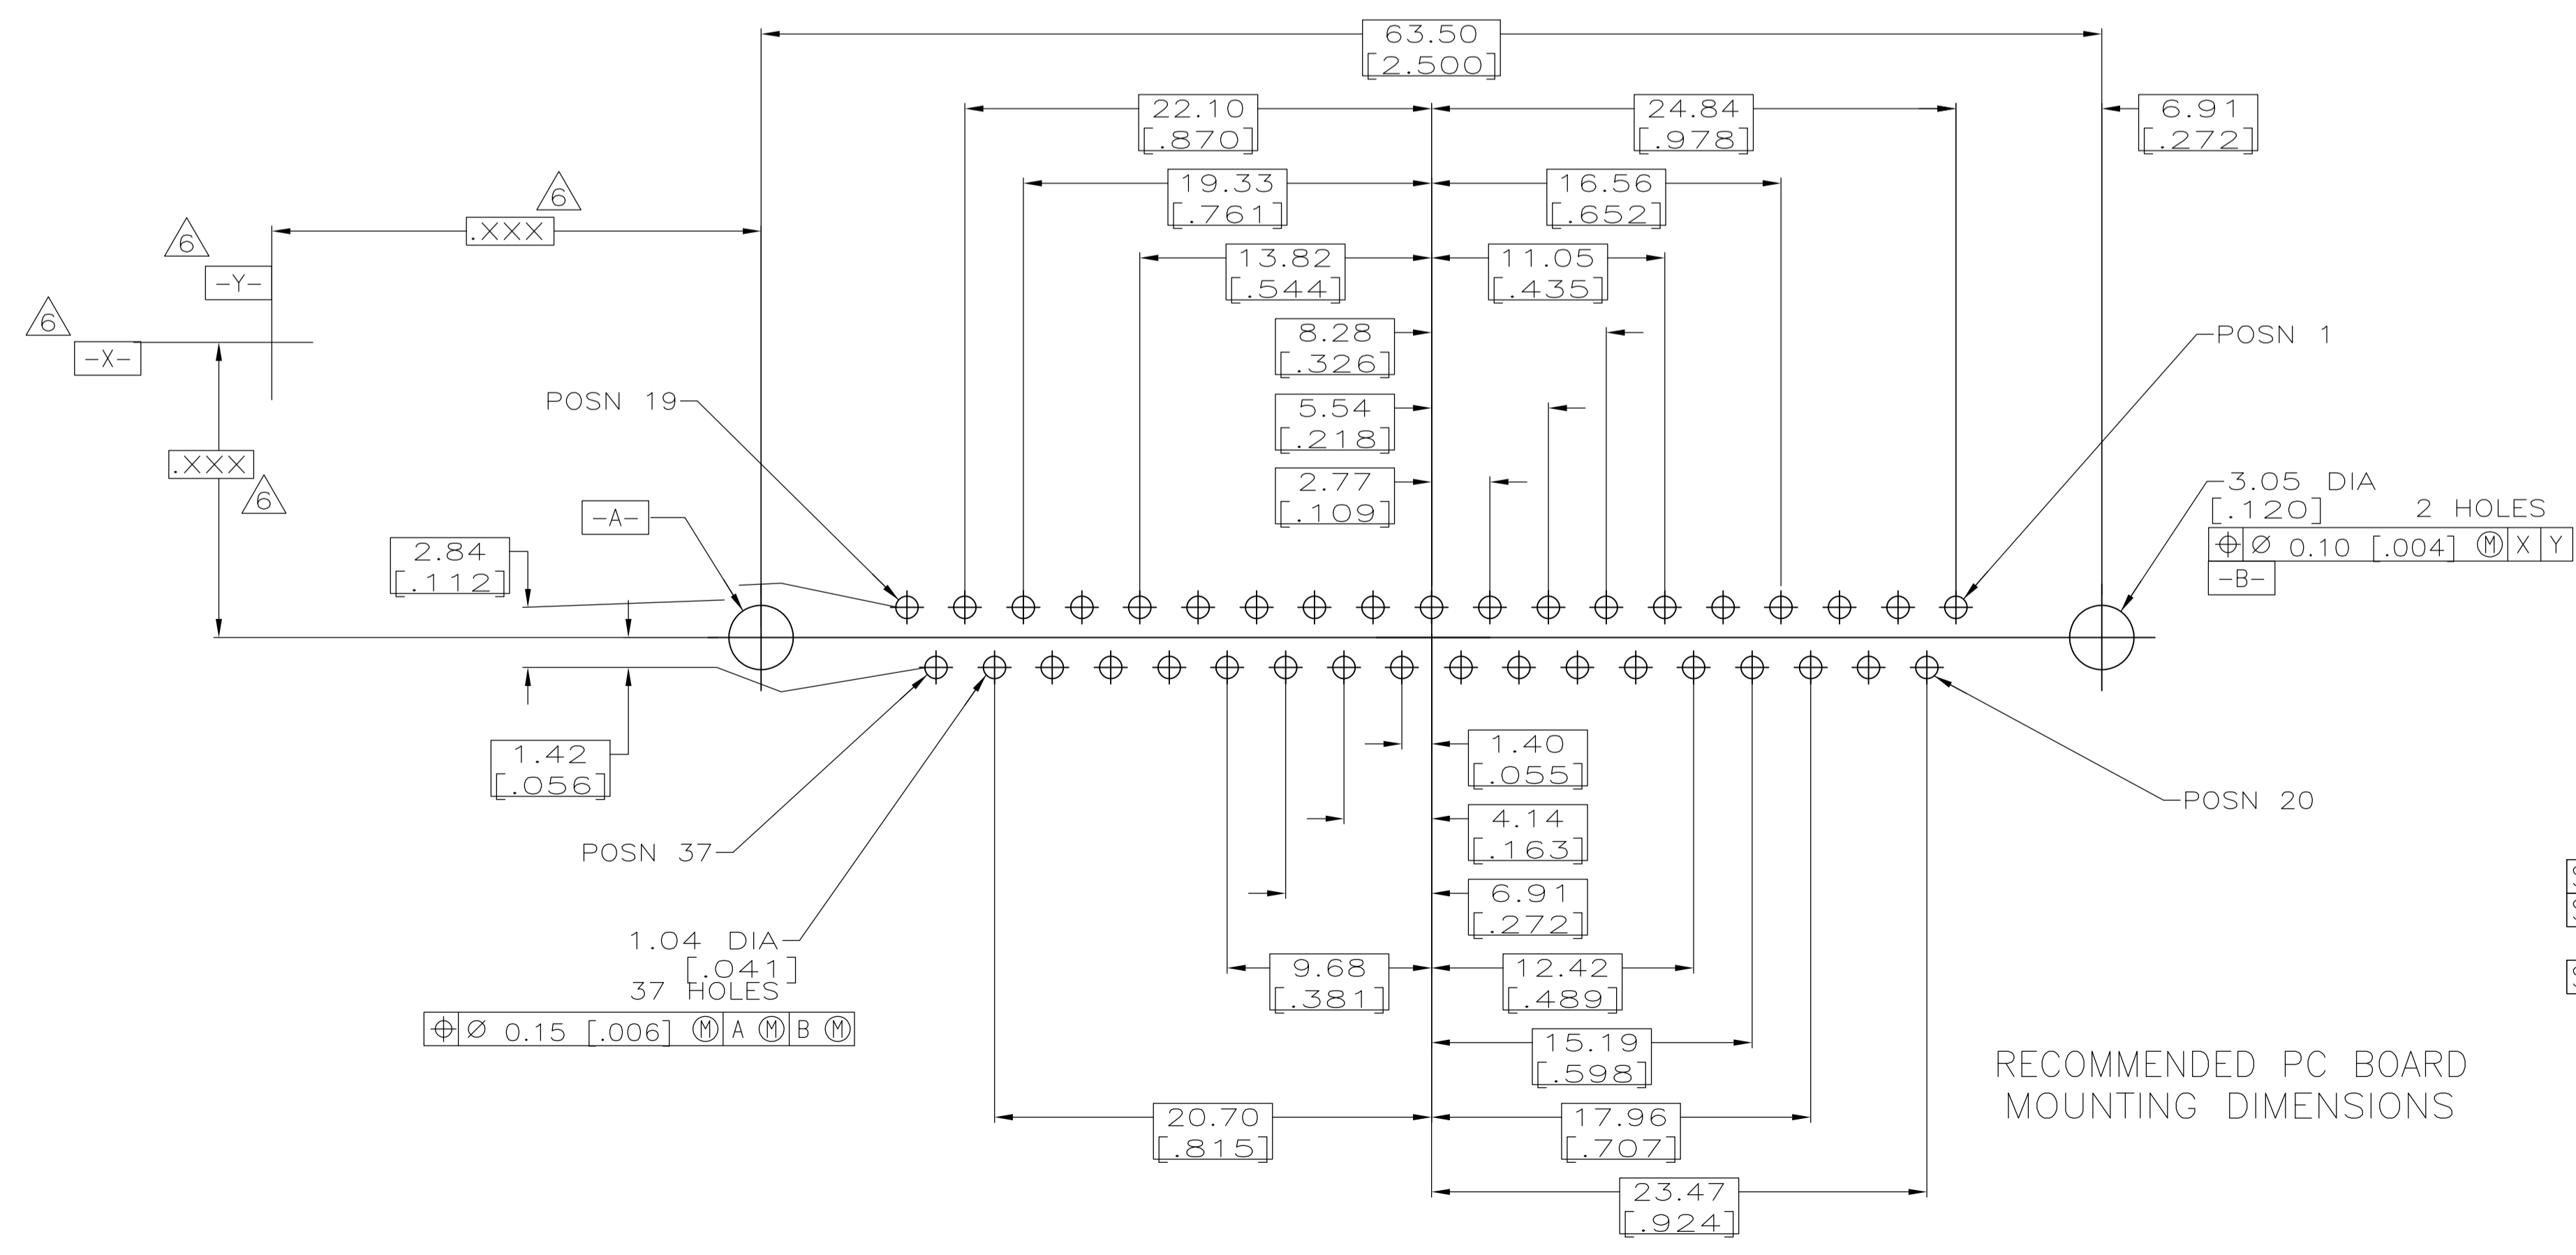 63.50
[2.500]
22.10
[.870]
24.84
[.978]
6.91
[.272]
19.33
[.761]
16.56
[.652]
6
.XXX
6
-Y-
13.82
[.544]
11.05
[.435]
6
-X-
8.28
[.326]
POSN 1
POSN 19
5.54
[.218]
.XXX
6
2.77
[.109]
3.05 DIA
[.120] 2 HOLES
⌖ ⌀ 0.10 [.004] Ⓜ X Y
-B-
-A-
2.84
[.112]
1.42
[.056]
1.40
[.055]
POSN 20
4.14
[.163]
POSN 37
6.91
[.272]
1.04 DIA
[.041]
37 HOLES
⌖ ⌀ 0.15 [.006] Ⓜ A Ⓜ B Ⓜ
9.68
[.381]
12.42
[.489]
15.19
[.598]
RECOMMENDED PC BOARD
MOUNTING DIMENSIONS
20.70
[.815]
17.96
[.707]
23.47
[.924]